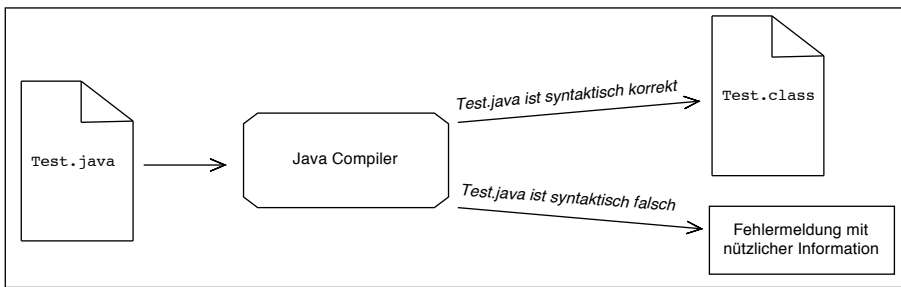 Test.java
Java Compiler
Test.java ist syntaktisch korrekt
Test.class
Test.java ist syntaktisch falsch
Fehlermeldung mit
nützlicher Information